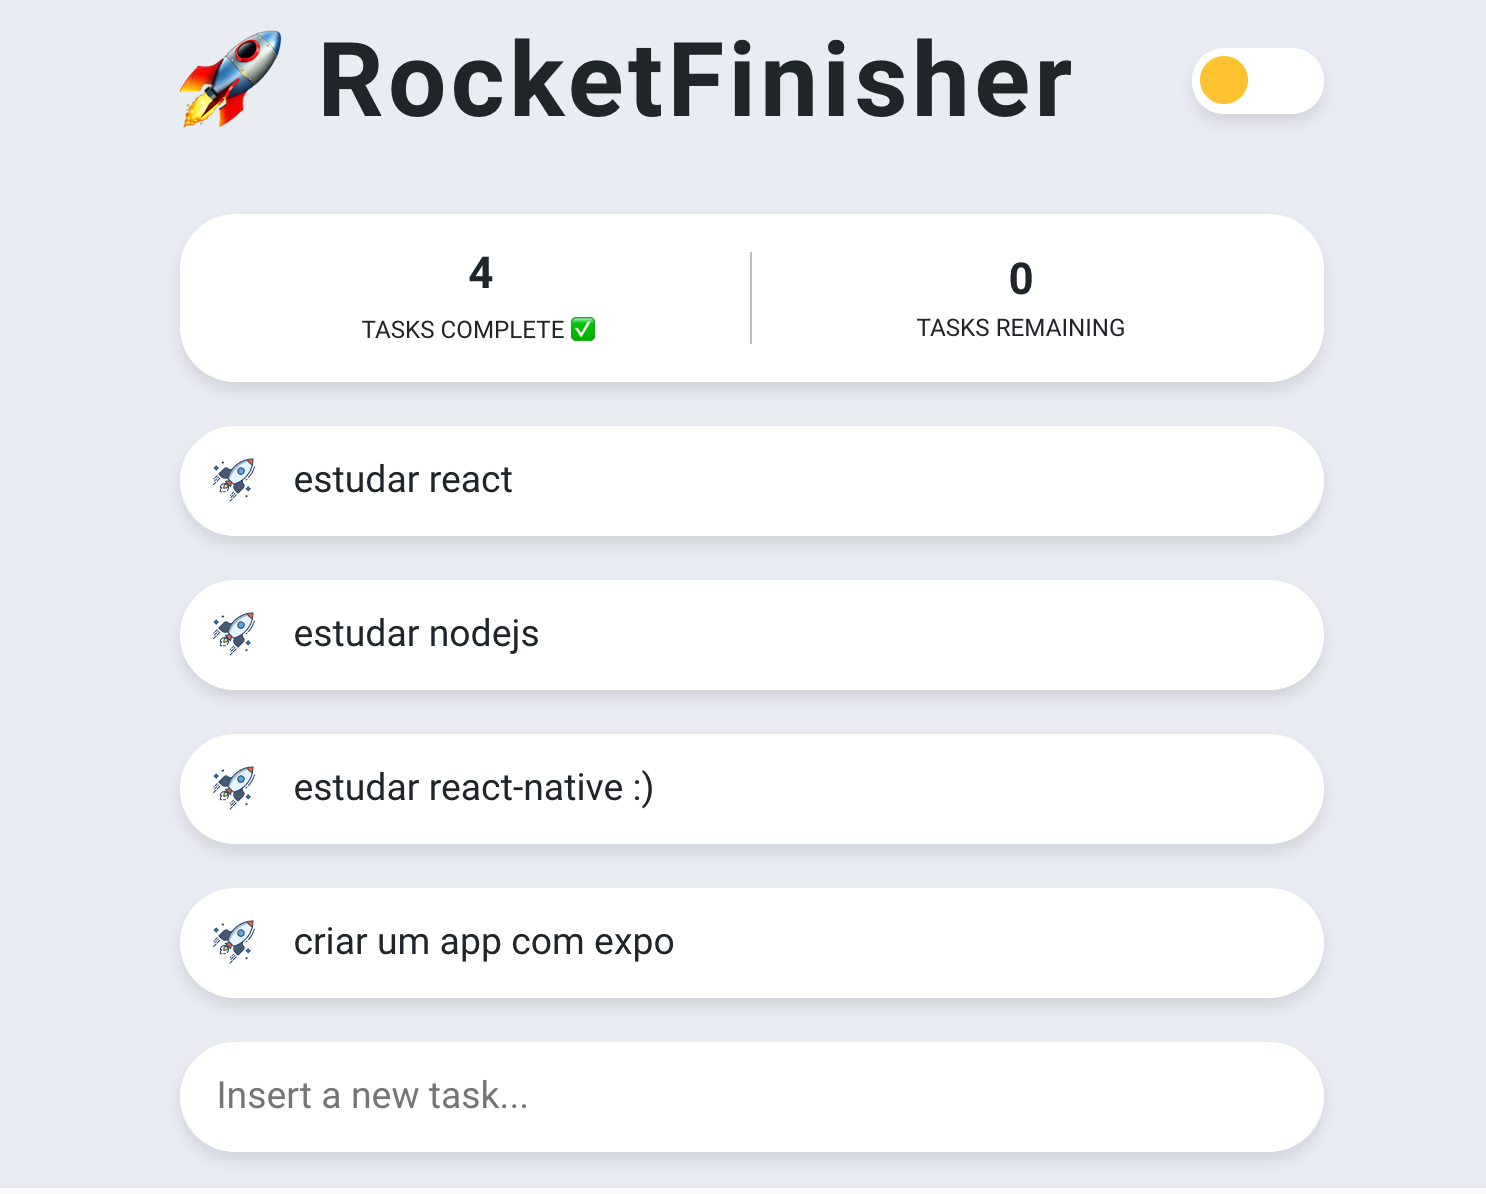 🚀 RocketFinisher
4
TASKS COMPLETE ✅
0
TASKS REMAINING
estudar react
estudar nodejs
estudar react-native :)
criar um app com expo
Insert a new task...